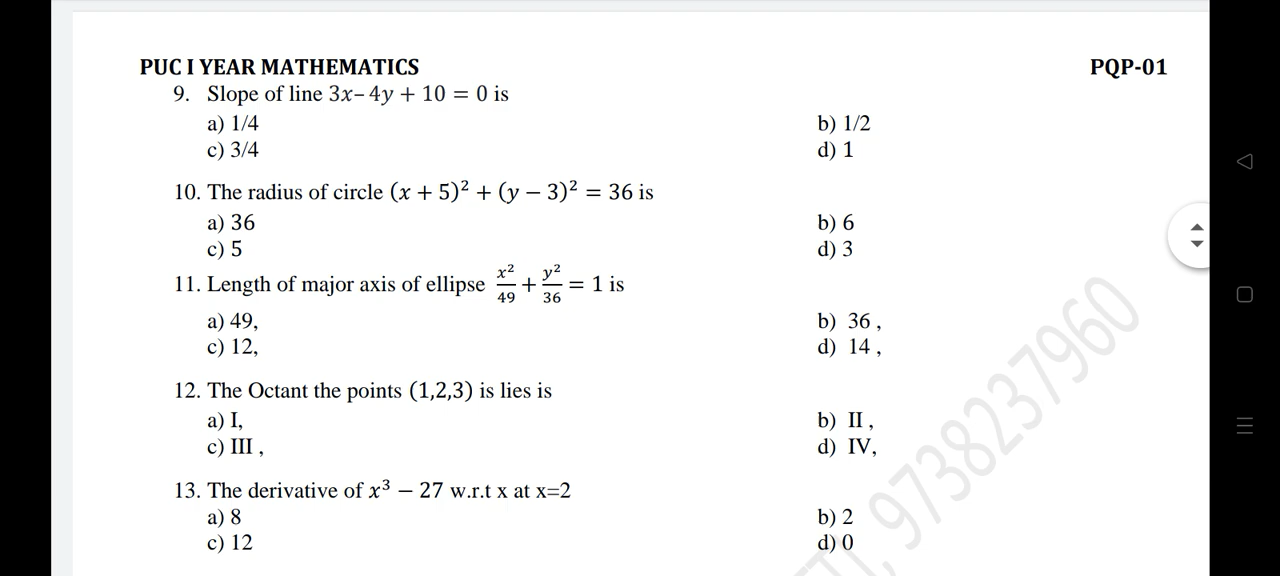 PUC I YEAR MATHEMATICS PQP-01
9. Slope of line 3x– 4y + 10 = 0 is
a) 1/4 b) 1/2
c) 3/4 d) 1
10. The radius of circle (x + 5)² + (y − 3)² = 36 is
a) 36 b) 6
c) 5 d) 3
11. Length of major axis of ellipse x²/49 + y²/36 = 1 is
a) 49, b) 36 ,
c) 12, d) 14 ,
12. The Octant the points (1,2,3) is lies is
a) I, b) II ,
c) III , d) IV,
13. The derivative of x³ − 27 w.r.t x at x=2
a) 8 b) 2
c) 12 d) 0
, 9738237960